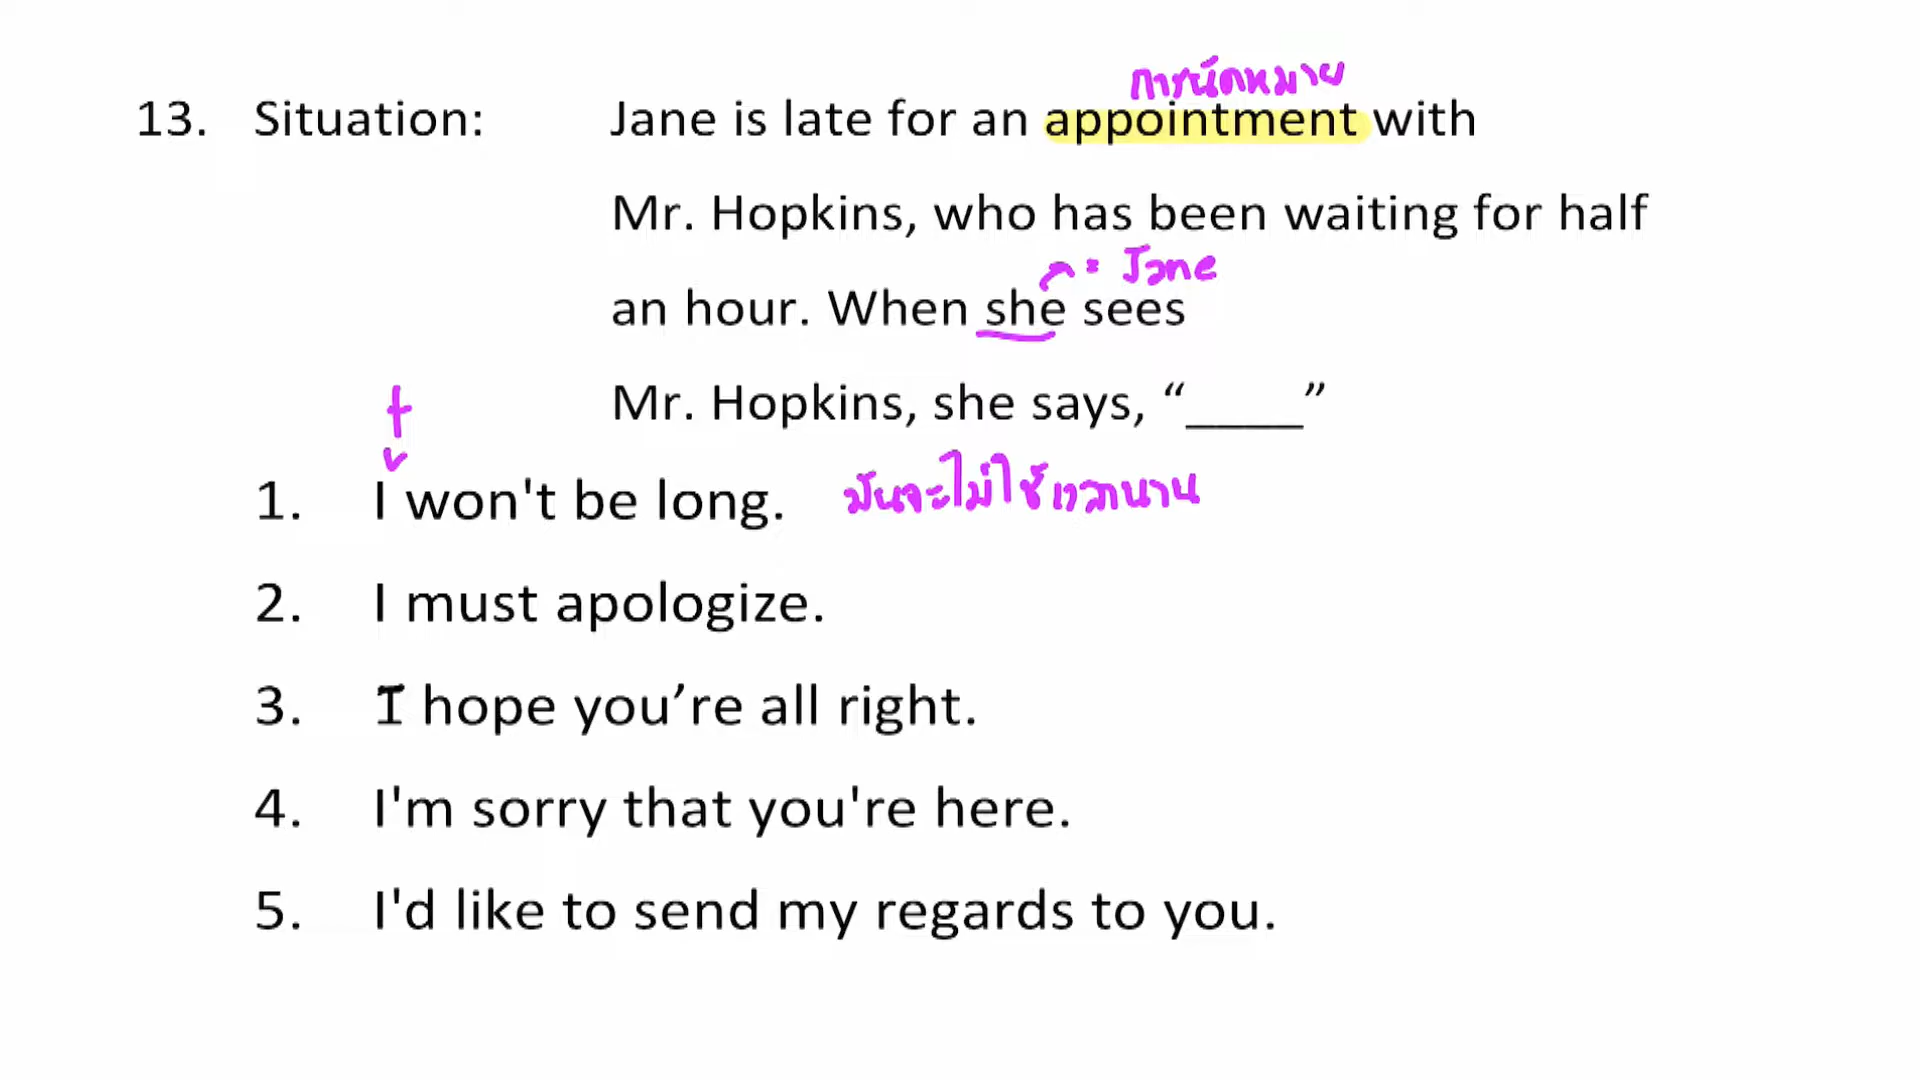 การนัดหมาย
13. Situation: Jane is late for an appointment with
Mr. Hopkins, who has been waiting for half
= Jane
an hour. When she sees
Mr. Hopkins, she says, “____”
1. I won't be long. มันจะไม่ใช้เวลานาน
2. I must apologize.
3. I hope you’re all right.
4. I'm sorry that you're here.
5. I'd like to send my regards to you.